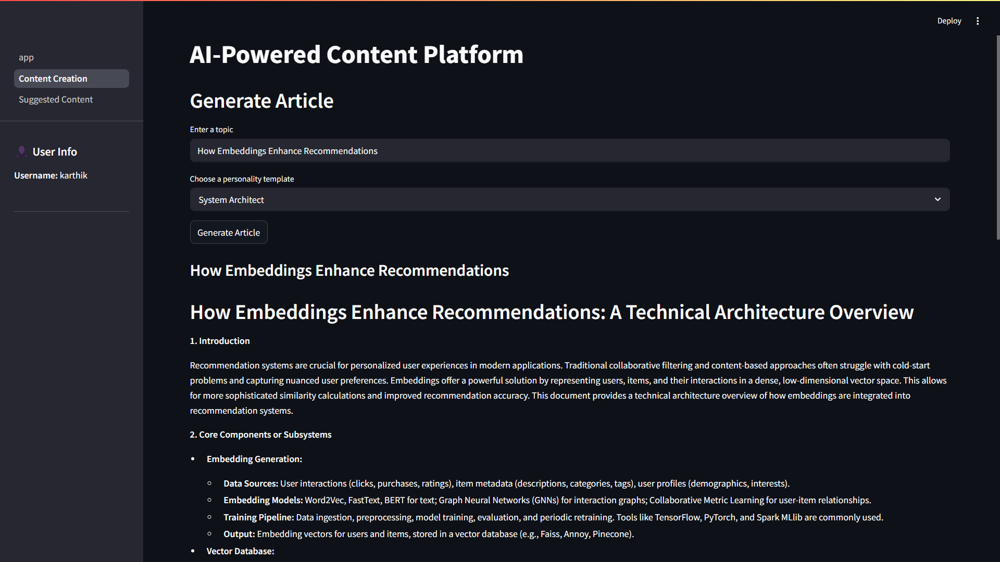 Deploy
app
Content Creation
Suggested Content
User Info
Username: karthik
AI-Powered Content Platform
Generate Article
Enter a topic
How Embeddings Enhance Recommendations
Choose a personality template
System Architect
Generate Article
How Embeddings Enhance Recommendations
How Embeddings Enhance Recommendations: A Technical Architecture Overview
1. Introduction
Recommendation systems are crucial for personalized user experiences in modern applications. Traditional collaborative filtering and content-based approaches often struggle with cold-start
problems and capturing nuanced user preferences. Embeddings offer a powerful solution by representing users, items, and their interactions in a dense, low-dimensional vector space. This allows
for more sophisticated similarity calculations and improved recommendation accuracy. This document provides a technical architecture overview of how embeddings are integrated into
recommendation systems.
2. Core Components or Subsystems
• Embedding Generation:
◦ Data Sources: User interactions (clicks, purchases, ratings), item metadata (descriptions, categories, tags), user profiles (demographics, interests).
◦ Embedding Models: Word2Vec, FastText, BERT for text; Graph Neural Networks (GNNs) for interaction graphs; Collaborative Metric Learning for user-item relationships.
◦ Training Pipeline: Data ingestion, preprocessing, model training, evaluation, and periodic retraining. Tools like TensorFlow, PyTorch, and Spark MLlib are commonly used.
◦ Output: Embedding vectors for users and items, stored in a vector database (e.g., Faiss, Annoy, Pinecone).
• Vector Database: